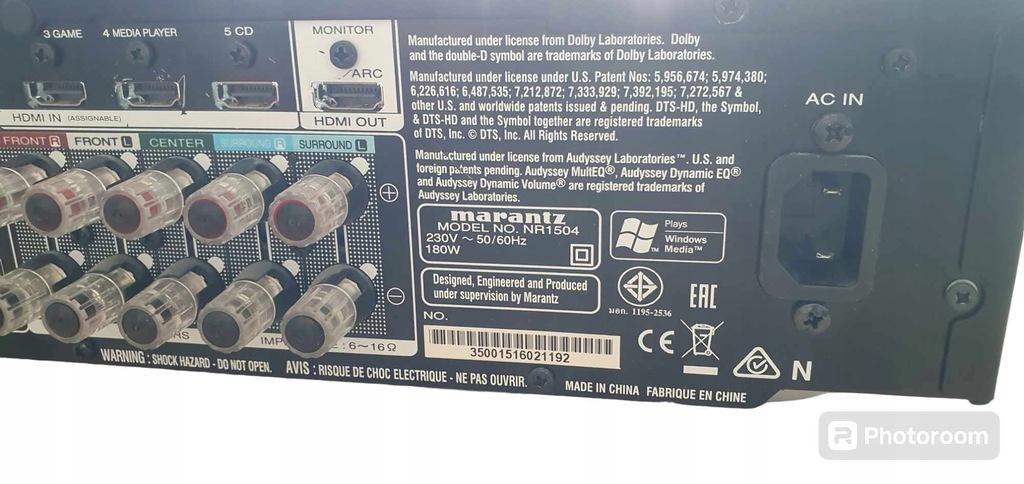 3 GAME
4 MEDIA PLAYER
5 CD
MONITOR
ARC
HDMI IN (ASSIGNABLE)
HDMI OUT
FRONT R
FRONT L
CENTER
SURROUND R
SURROUND L
+
−
6～16Ω
WARNING : SHOCK HAZARD - DO NOT OPEN.
AVIS : RISQUE DE CHOC ELECTRIQUE - NE PAS OUVRIR.
Manufactured under license from Dolby Laboratories. Dolby
and the double-D symbol are trademarks of Dolby Laboratories.
Manufactured under license under U.S. Patent Nos: 5,956,674; 5,974,380;
6,226,616; 6,487,535; 7,212,872; 7,333,929; 7,392,195; 7,272,567 &
other U.S. and worldwide patents issued & pending. DTS-HD, the Symbol,
& DTS-HD and the Symbol together are registered trademarks
of DTS, Inc. © DTS, Inc. All Rights Reserved.
Manufactured under license from Audyssey Laboratories™. U.S. and
foreign patents pending. Audyssey MultEQ®, Audyssey Dynamic EQ®
and Audyssey Dynamic Volume® are registered trademarks of
Audyssey Laboratories.
marantz
MODEL NO. NR1504
230V ～ 50/60Hz
180W
Plays
Windows
Media™
Designed, Engineered and Produced
under supervision by Marantz
มอก. 1195-2536
EAC
NO.
35001516021192
CE
N
MADE IN CHINA FABRIQUE EN CHINE
AC IN
Photoroom